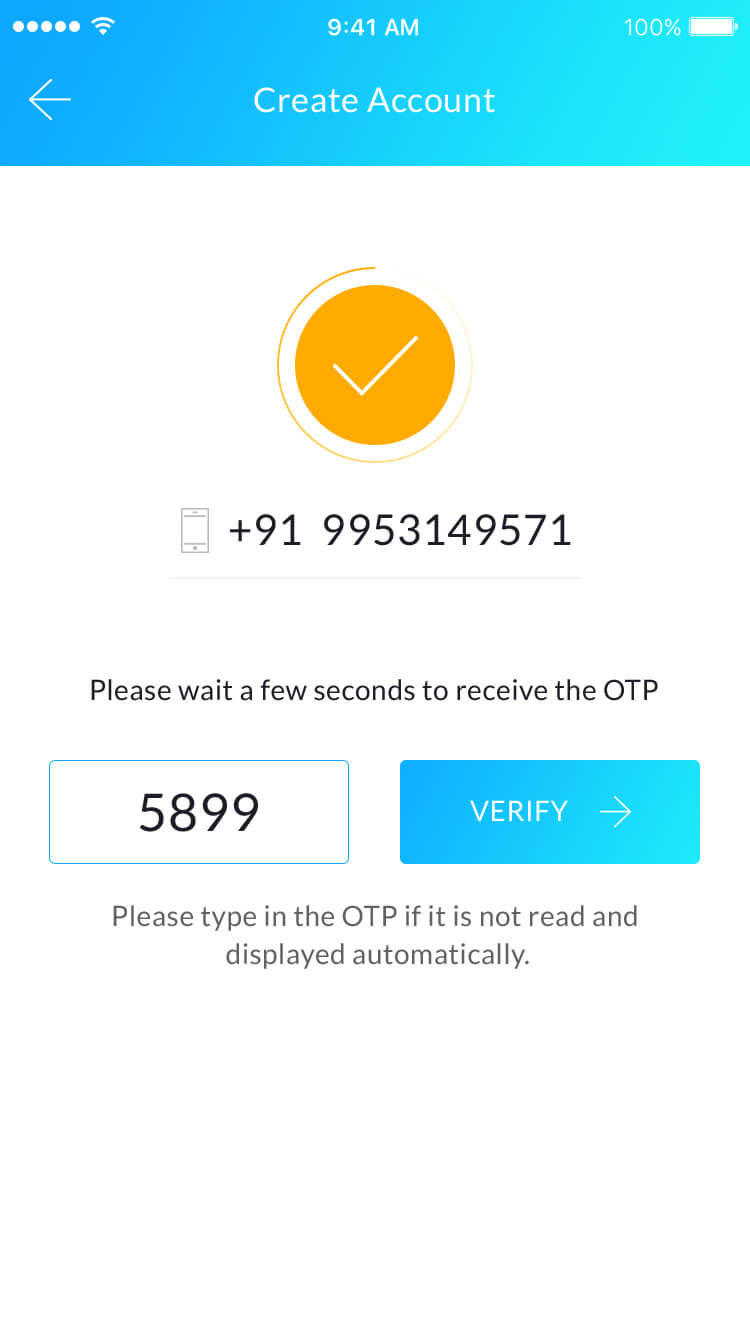 9:41 AM 100%
Create Account
+91 9953149571
Please wait a few seconds to receive the OTP
5899 VERIFY
Please type in the OTP if it is not read and
displayed automatically.